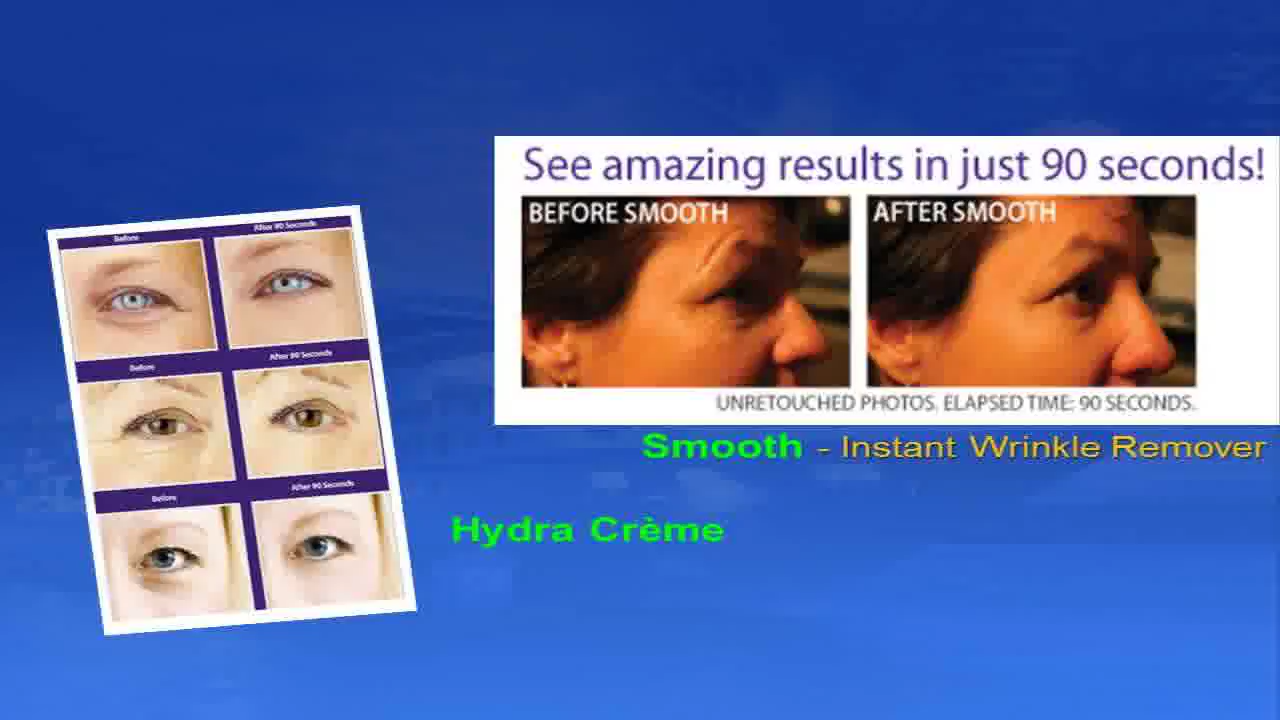 See amazing results in just 90 seconds!
BEFORE SMOOTH
AFTER SMOOTH
UNRETOUCHED PHOTOS. ELAPSED TIME: 90 SECONDS.
Smooth - Instant Wrinkle Remover
Before
After 90 Seconds
Before
After 90 Seconds
Before
After 90 Seconds
Hydra Crème